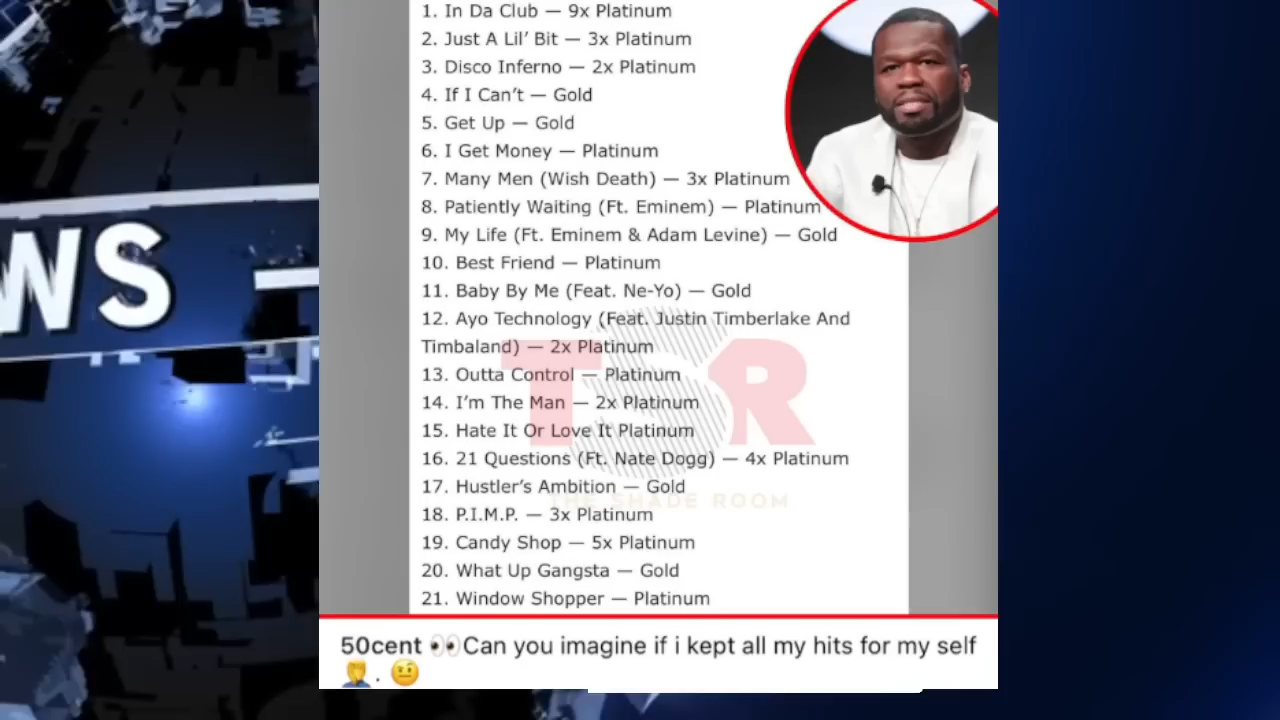 1. In Da Club — 9x Platinum
2. Just A Lil’ Bit — 3x Platinum
3. Disco Inferno — 2x Platinum
4. If I Can’t — Gold
5. Get Up — Gold
6. I Get Money — Platinum
7. Many Men (Wish Death) — 3x Platinum
8. Patiently Waiting (Ft. Eminem) — Platinum
9. My Life (Ft. Eminem & Adam Levine) — Gold
10. Best Friend — Platinum
11. Baby By Me (Feat. Ne-Yo) — Gold
12. Ayo Technology (Feat. Justin Timberlake And
Timbaland) — 2x Platinum
13. Outta Control — Platinum
14. I’m The Man — 2x Platinum
15. Hate It Or Love It Platinum
16. 21 Questions (Ft. Nate Dogg) — 4x Platinum
17. Hustler’s Ambition — Gold
18. P.I.M.P. — 3x Platinum
19. Candy Shop — 5x Platinum
20. What Up Gangsta — Gold
21. Window Shopper — Platinum
TSR
THE SHADE ROOM
50cent 👀Can you imagine if i kept all my hits for my self
🤦‍♂️. 🤨
WS —